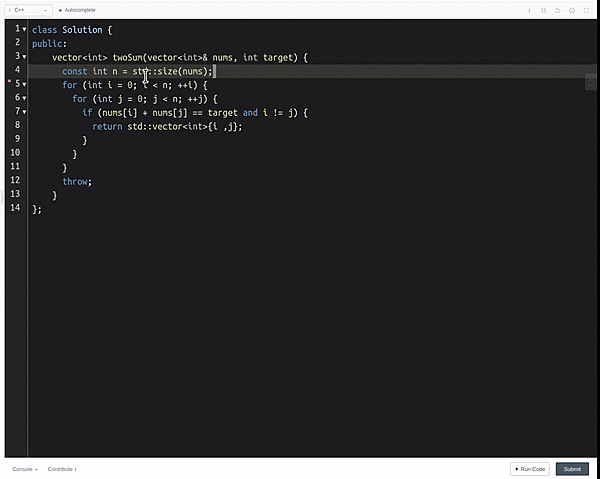 i C++
Autocomplete
1 class Solution {
2 public:
3 vector<int> twoSum(vector<int>& nums, int target) {
4 const int n = std::size(nums);
5 for (int i = 0; i < n; ++i) {
6 for (int j = 0; j < n; ++j) {
7 if (nums[i] + nums[j] == target and i != j) {
8 return std::vector<int>{i ,j};
9 }
10 }
11 }
12 throw;
13 }
14 };
Console
Contribute i
Run Code
Submit